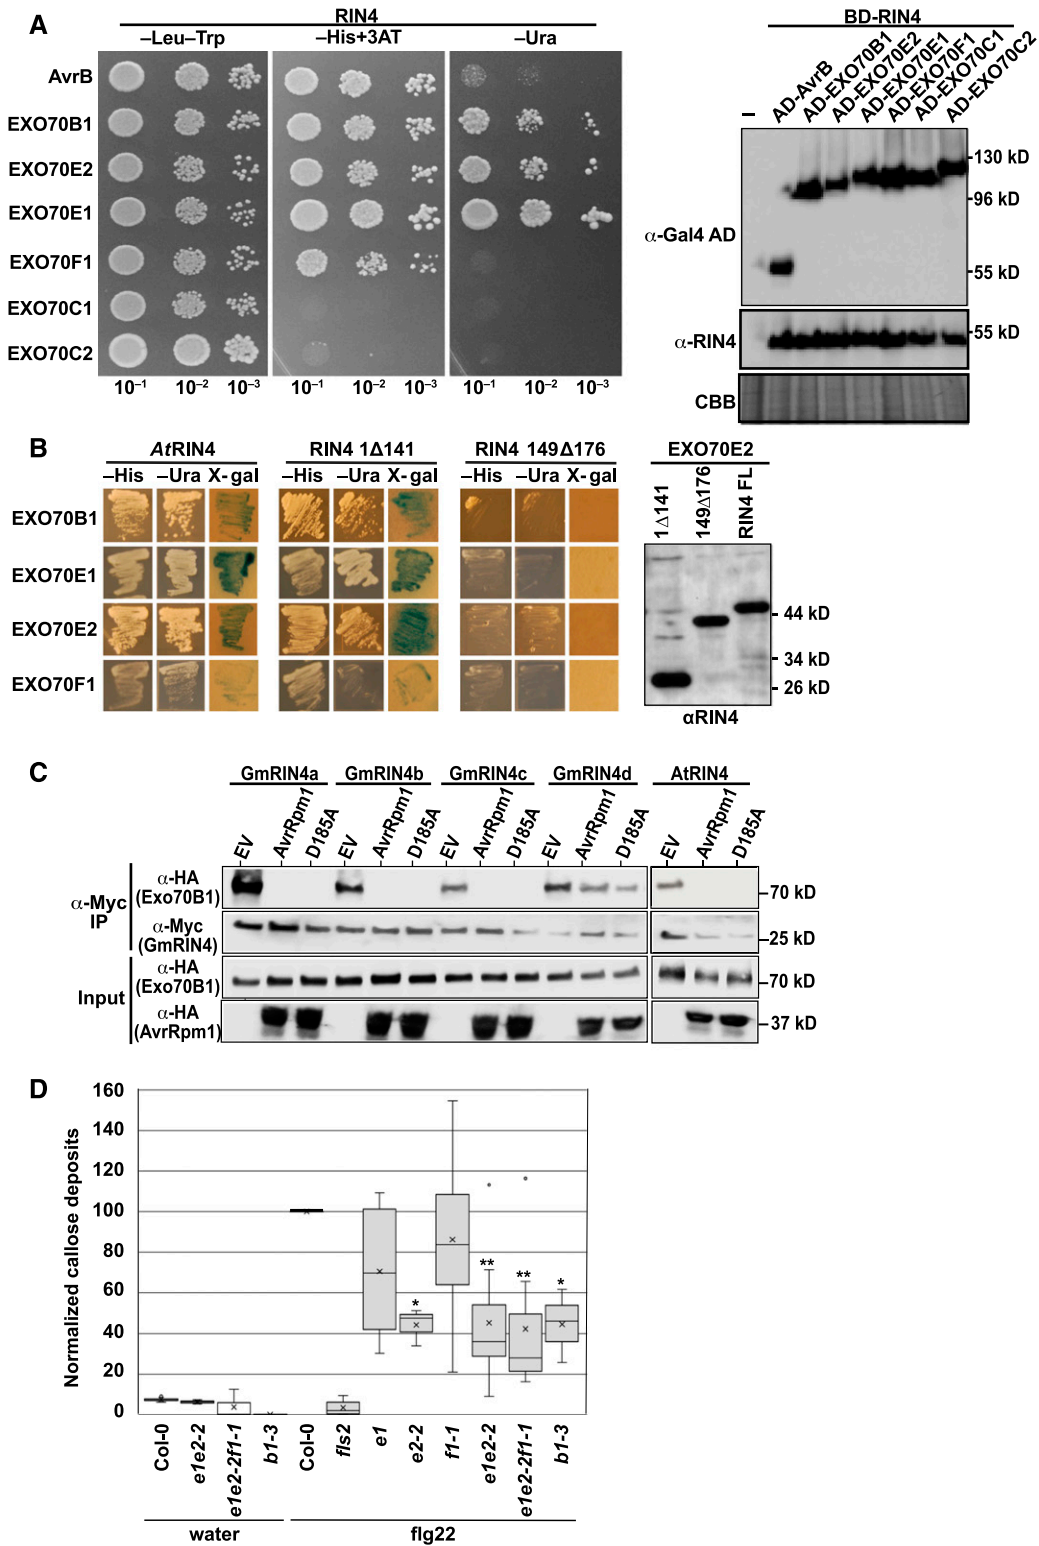 A
RIN4
–Leu–Trp –His+3AT –Ura
AvrB
EXO70B1
EXO70E2
EXO70E1
EXO70F1
EXO70C1
EXO70C2
10–1 10–2 10–3 10–1 10–2 10–3 10–1 10–2 10–3
BD-RIN4
–
AD-AvrB
AD-EXO70B1
AD-EXO70E2
AD-EXO70E1
AD-EXO70F1
AD-EXO70C1
AD-EXO70C2
α-Gal4 AD
130 kD
96 kD
55 kD
α-RIN4
55 kD
CBB
B
AtRIN4 RIN4 1Δ141 RIN4 149Δ176
–His –Ura X-gal –His –Ura X-gal –His –Ura X-gal
EXO70B1
EXO70E1
EXO70E2
EXO70F1
EXO70E2
1Δ141
149Δ176
RIN4 FL
44 kD
34 kD
26 kD
αRIN4
C
GmRIN4a GmRIN4b GmRIN4c GmRIN4d AtRIN4
EV AvrRpm1 D185A EV AvrRpm1 D185A EV AvrRpm1 D185A EV AvrRpm1 D185A EV AvrRpm1 D185A
α-Myc IP
α-HA (Exo70B1)
70 kD
α-Myc (GmRIN4)
25 kD
Input
α-HA (Exo70B1)
70 kD
α-HA (AvrRpm1)
37 kD
D
Normalized callose deposits
160
140
120
100
80
60
40
20
0
*
**
**
*
Col-0
e1e2-2
e1e2-2f1-1
b1-3
Col-0
fls2
e1
e2-2
f1-1
e1e2-2
e1e2-2f1-1
b1-3
water
flg22